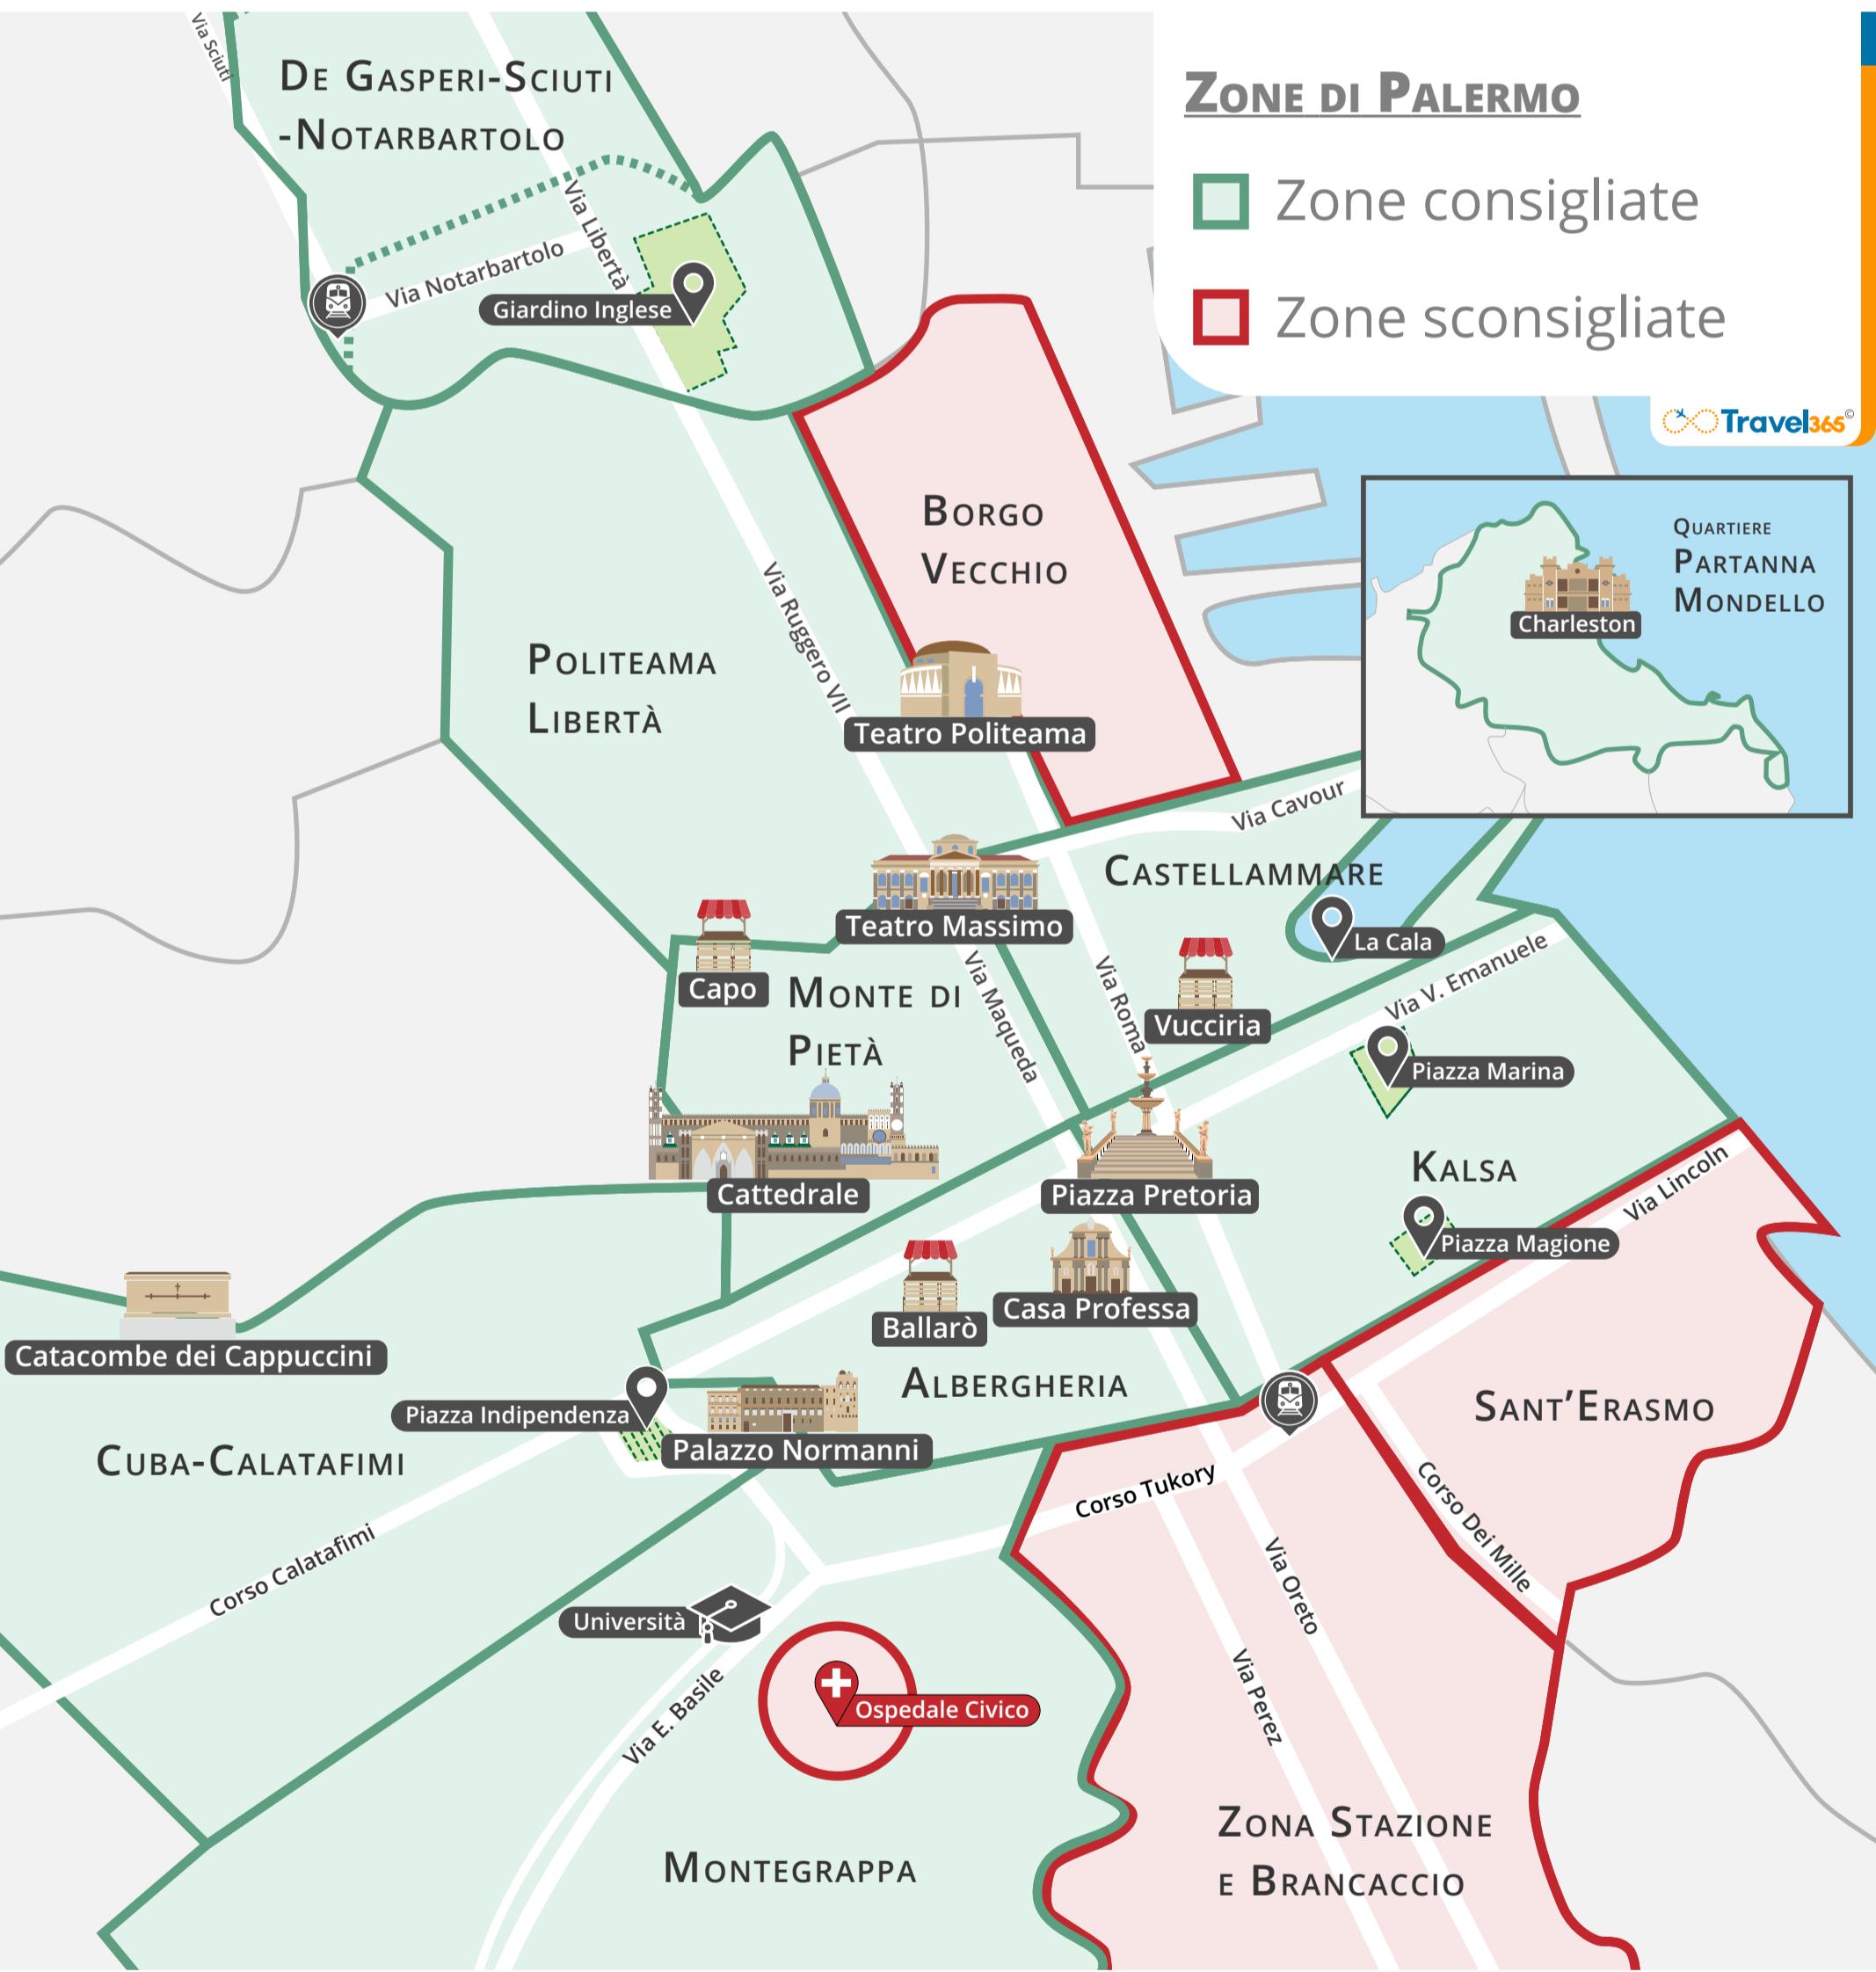 Zone di Palermo
Zone consigliate
Zone sconsigliate
Travel365©
Via Sciuti
De Gasperi-Sciuti
-Notarbartolo
Via Libertà
Via Notarbartolo
Giardino Inglese
Borgo
Vecchio
Quartiere
Partanna
Mondello
Charleston
Via Ruggero VII
Politeama
Libertà
Teatro Politeama
Via Cavour
Castellammare
Teatro Massimo
La Cala
Capo
Monte di
Pietà
Via Maqueda
Via Roma
Vucciria
Via V. Emanuele
Piazza Marina
Kalsa
Cattedrale
Piazza Pretoria
Via Lincoln
Piazza Magione
Casa Professa
Ballarò
Catacombe dei Cappuccini
Albergheria
Sant'Erasmo
Piazza Indipendenza
Palazzo Normanni
Cuba-Calatafimi
Corso Tukory
Corso Dei Mille
Corso Calatafimi
Via Oreto
Università
Via Perez
Via E. Basile
Ospedale Civico
Zona Stazione
e Brancaccio
Montegrappa